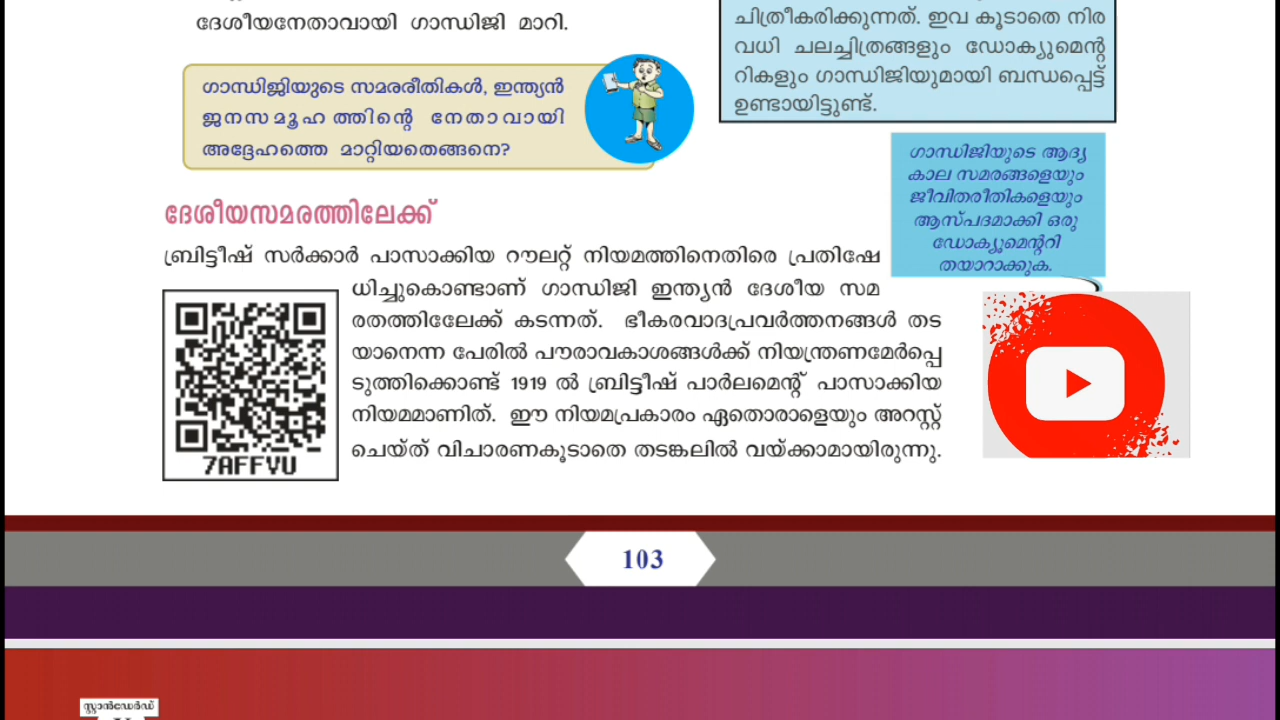 ദേശീയനേതാവായി ഗാന്ധിജി മാറി.
ഗാന്ധിജിയുടെ സമരരീതികൾ, ഇന്ത്യൻ
ജനസമൂഹത്തിന്റെ നേതാവായി
അദ്ദേഹത്തെ മാറ്റിയതെങ്ങനെ?
ചിത്രീകരിക്കുന്നത്. ഇവ കൂടാതെ നിര
വധി ചലച്ചിത്രങ്ങളും ഡോക്യുമെന്റ
റികളും ഗാന്ധിജിയുമായി ബന്ധപ്പെട്ട്
ഉണ്ടായിട്ടുണ്ട്.
ഗാന്ധിജിയുടെ ആദ്യ
കാല സമരങ്ങളെയും
ജീവിതരീതികളെയും
ആസ്പദമാക്കി ഒരു
ഡോക്യുമെന്ററി
തയാറാക്കുക.
ദേശീയസമരത്തിലേക്ക്
ബ്രിട്ടീഷ് സർക്കാർ പാസാക്കിയ റൗലറ്റ് നിയമത്തിനെതിരെ പ്രതിഷേ
ധിച്ചുകൊണ്ടാണ് ഗാന്ധിജി ഇന്ത്യൻ ദേശീയ സമ
രതത്തിലേക്ക് കടന്നത്. ഭീകരവാദപ്രവർത്തനങ്ങൾ തട
യാനെന്ന പേരിൽ പൗരാവകാശങ്ങൾക്ക് നിയന്ത്രണമേർപ്പെ
ടുത്തിക്കൊണ്ട് 1919 ൽ ബ്രിട്ടീഷ് പാർലമെന്റ് പാസാക്കിയ
നിയമമാണിത്. ഈ നിയമപ്രകാരം ഏതൊരാളെയും അറസ്റ്റ്
ചെയ്ത് വിചാരണകൂടാതെ തടങ്കലിൽ വയ്ക്കാമായിരുന്നു.
7AFFVU
103
സ്റ്റാൻഡേർഡ്